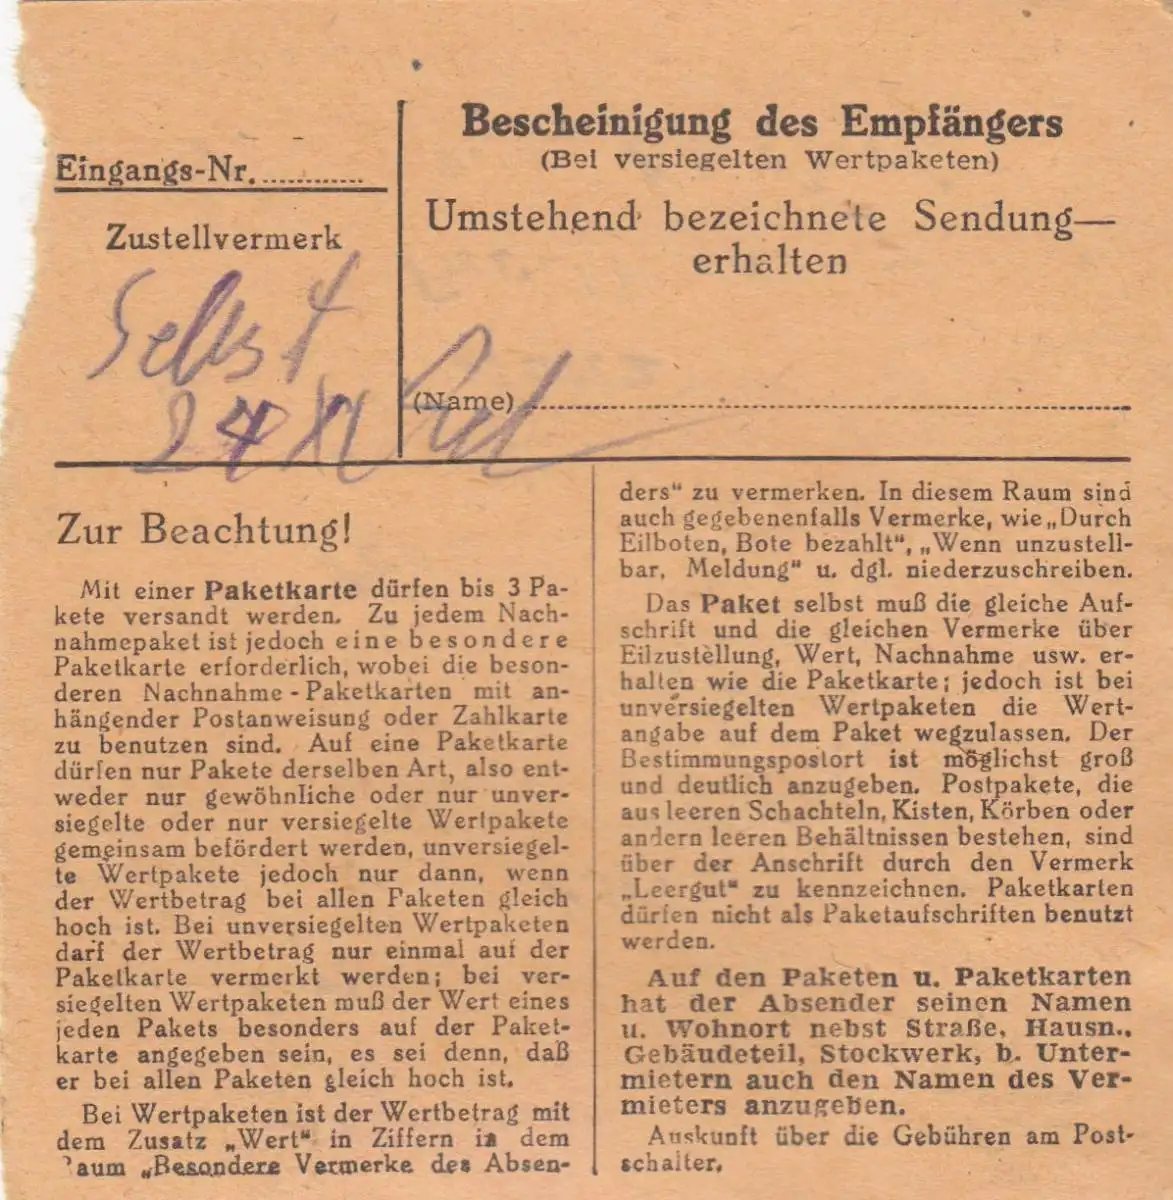 Eingangs-Nr. ............
Zustellvermerk
Selbst
24 XI
Bescheinigung des Empfängers
(Bei versiegelten Wertpaketen)
Umstehend bezeichnete Sendung—
erhalten
(Name)
Zur Beachtung!
Mit einer Paketkarte dürfen bis 3 Pa-
kete versandt werden. Zu jedem Nach-
nahmepaket ist jedoch eine besondere
Paketkarte erforderlich, wobei die beson-
deren Nachnahme-Paketkarten mit an-
hängender Postanweisung oder Zahlkarte
zu benutzen sind. Auf eine Paketkarte
dürfen nur Pakete derselben Art, also ent-
weder nur gewöhnliche oder nur unver-
siegelte oder nur versiegelte Wertpakete
gemeinsam befördert werden, unversiegel-
te Wertpakete jedoch nur dann, wenn
der Wertbetrag bei allen Paketen gleich
hoch ist. Bei unversiegelten Wertpaketen
darf der Wertbetrag nur einmal auf der
Paketkarte vermerkt werden; bei ver-
siegelten Wertpaketen muß der Wert eines
jeden Pakets besonders auf der Paket-
karte angegeben sein, es sei denn, daß
er bei allen Paketen gleich hoch ist.
Bei Wertpaketen ist der Wertbetrag mit
dem Zusatz „Wert" in Ziffern in dem
Raum „Besondere Vermerke des Absen-
ders" zu vermerken. In diesem Raum sind
auch gegebenenfalls Vermerke, wie „Durch
Eilboten, Bote bezahlt", „Wenn unzustell-
bar, Meldung" u. dgl. niederzuschreiben.
Das Paket selbst muß die gleiche Auf-
schrift und die gleichen Vermerke über
Eilzustellung, Wert, Nachnahme usw. er-
halten wie die Paketkarte; jedoch ist bei
unversiegelten Wertpaketen die Wert-
angabe auf dem Paket wegzulassen. Der
Bestimmungspostort ist möglichst groß
und deutlich anzugeben. Postpakete, die
aus leeren Schachteln, Kisten, Körben oder
andern leeren Behältnissen bestehen, sind
über der Anschrift durch den Vermerk
„Leergut" zu kennzeichnen. Paketkarten
dürfen nicht als Paketaufschriften benutzt
werden.
Auf den Paketen u. Paketkarten
hat der Absender seinen Namen
u. Wohnort nebst Straße, Hausn.,
Gebäudeteil, Stockwerk, b. Unter-
mietern auch den Namen des Ver-
mieters anzugeben.
Auskunft über die Gebühren am Post-
schalter.